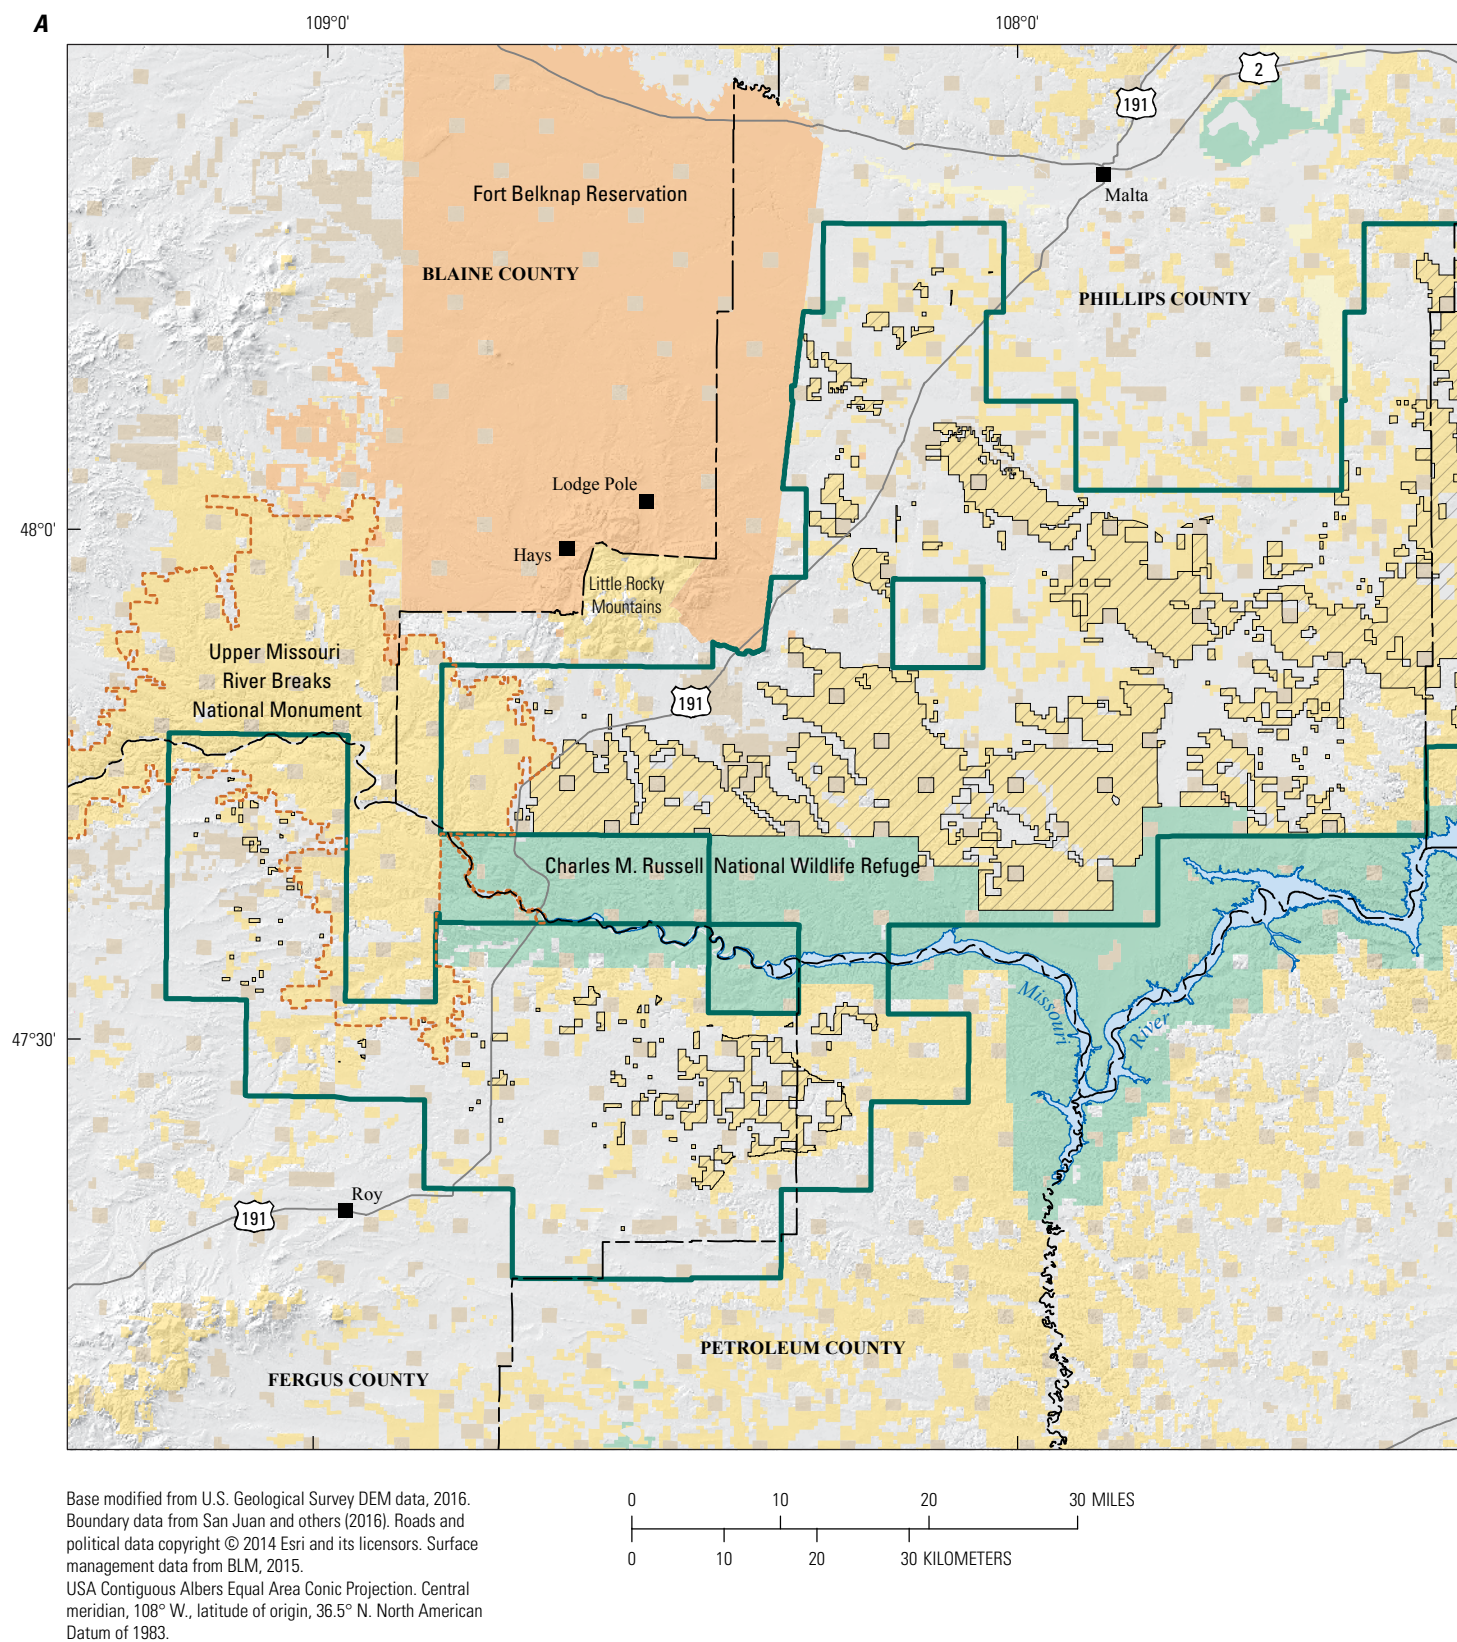 A
109°0'
108°0'
2
191
Malta
Fort Belknap Reservation
BLAINE COUNTY
PHILLIPS COUNTY
Lodge Pole
48°0'
Hays
Little Rocky
Mountains
Upper Missouri
River Breaks
National Monument
191
Charles M. Russell National Wildlife Refuge
Missouri
River
47°30'
Roy
191
PETROLEUM COUNTY
FERGUS COUNTY
Base modified from U.S. Geological Survey DEM data, 2016.
Boundary data from San Juan and others (2016). Roads and
political data copyright © 2014 Esri and its licensors. Surface
management data from BLM, 2015.
USA Contiguous Albers Equal Area Conic Projection. Central
meridian, 108° W., latitude of origin, 36.5° N. North American
Datum of 1983.
0 10 20 30 MILES
0 10 20 30 KILOMETERS